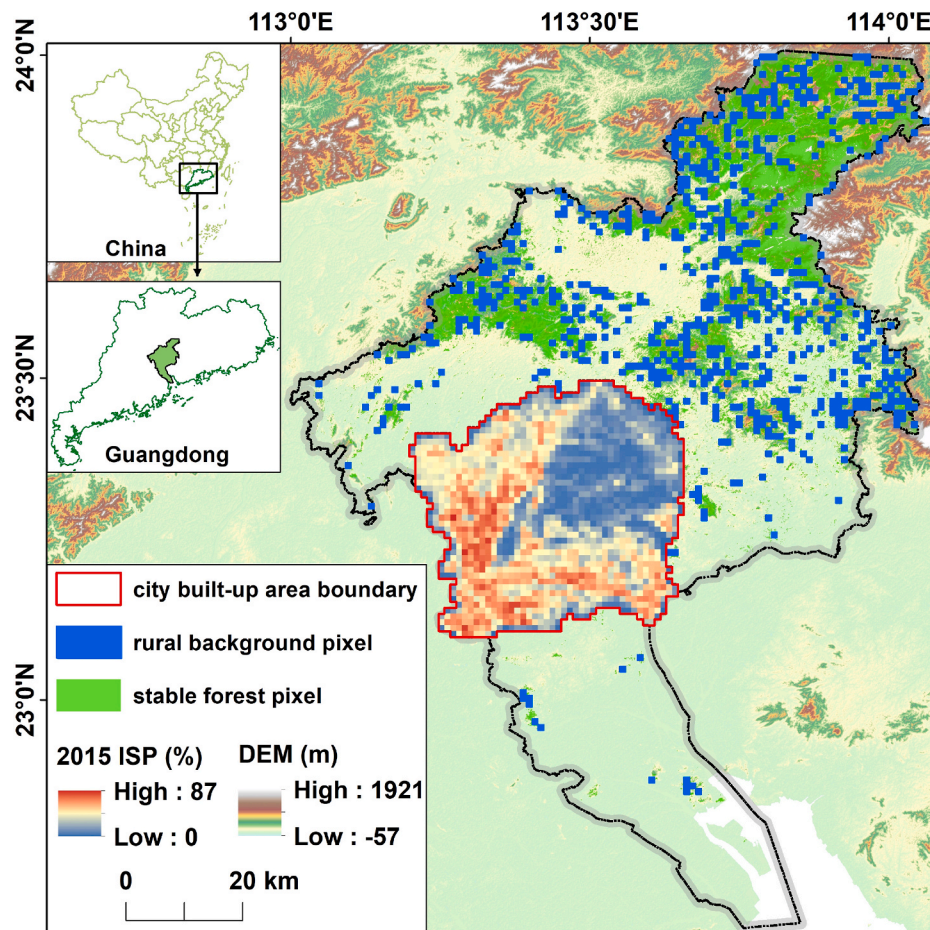 113°0'E 113°30'E 114°0'E
24°0'N
23°30'N
23°0'N
China
Guangdong
city built-up area boundary
rural background pixel
stable forest pixel
2015 ISP (%) DEM (m)
High : 87 High : 1921
Low : 0 Low : -57
0 20 km